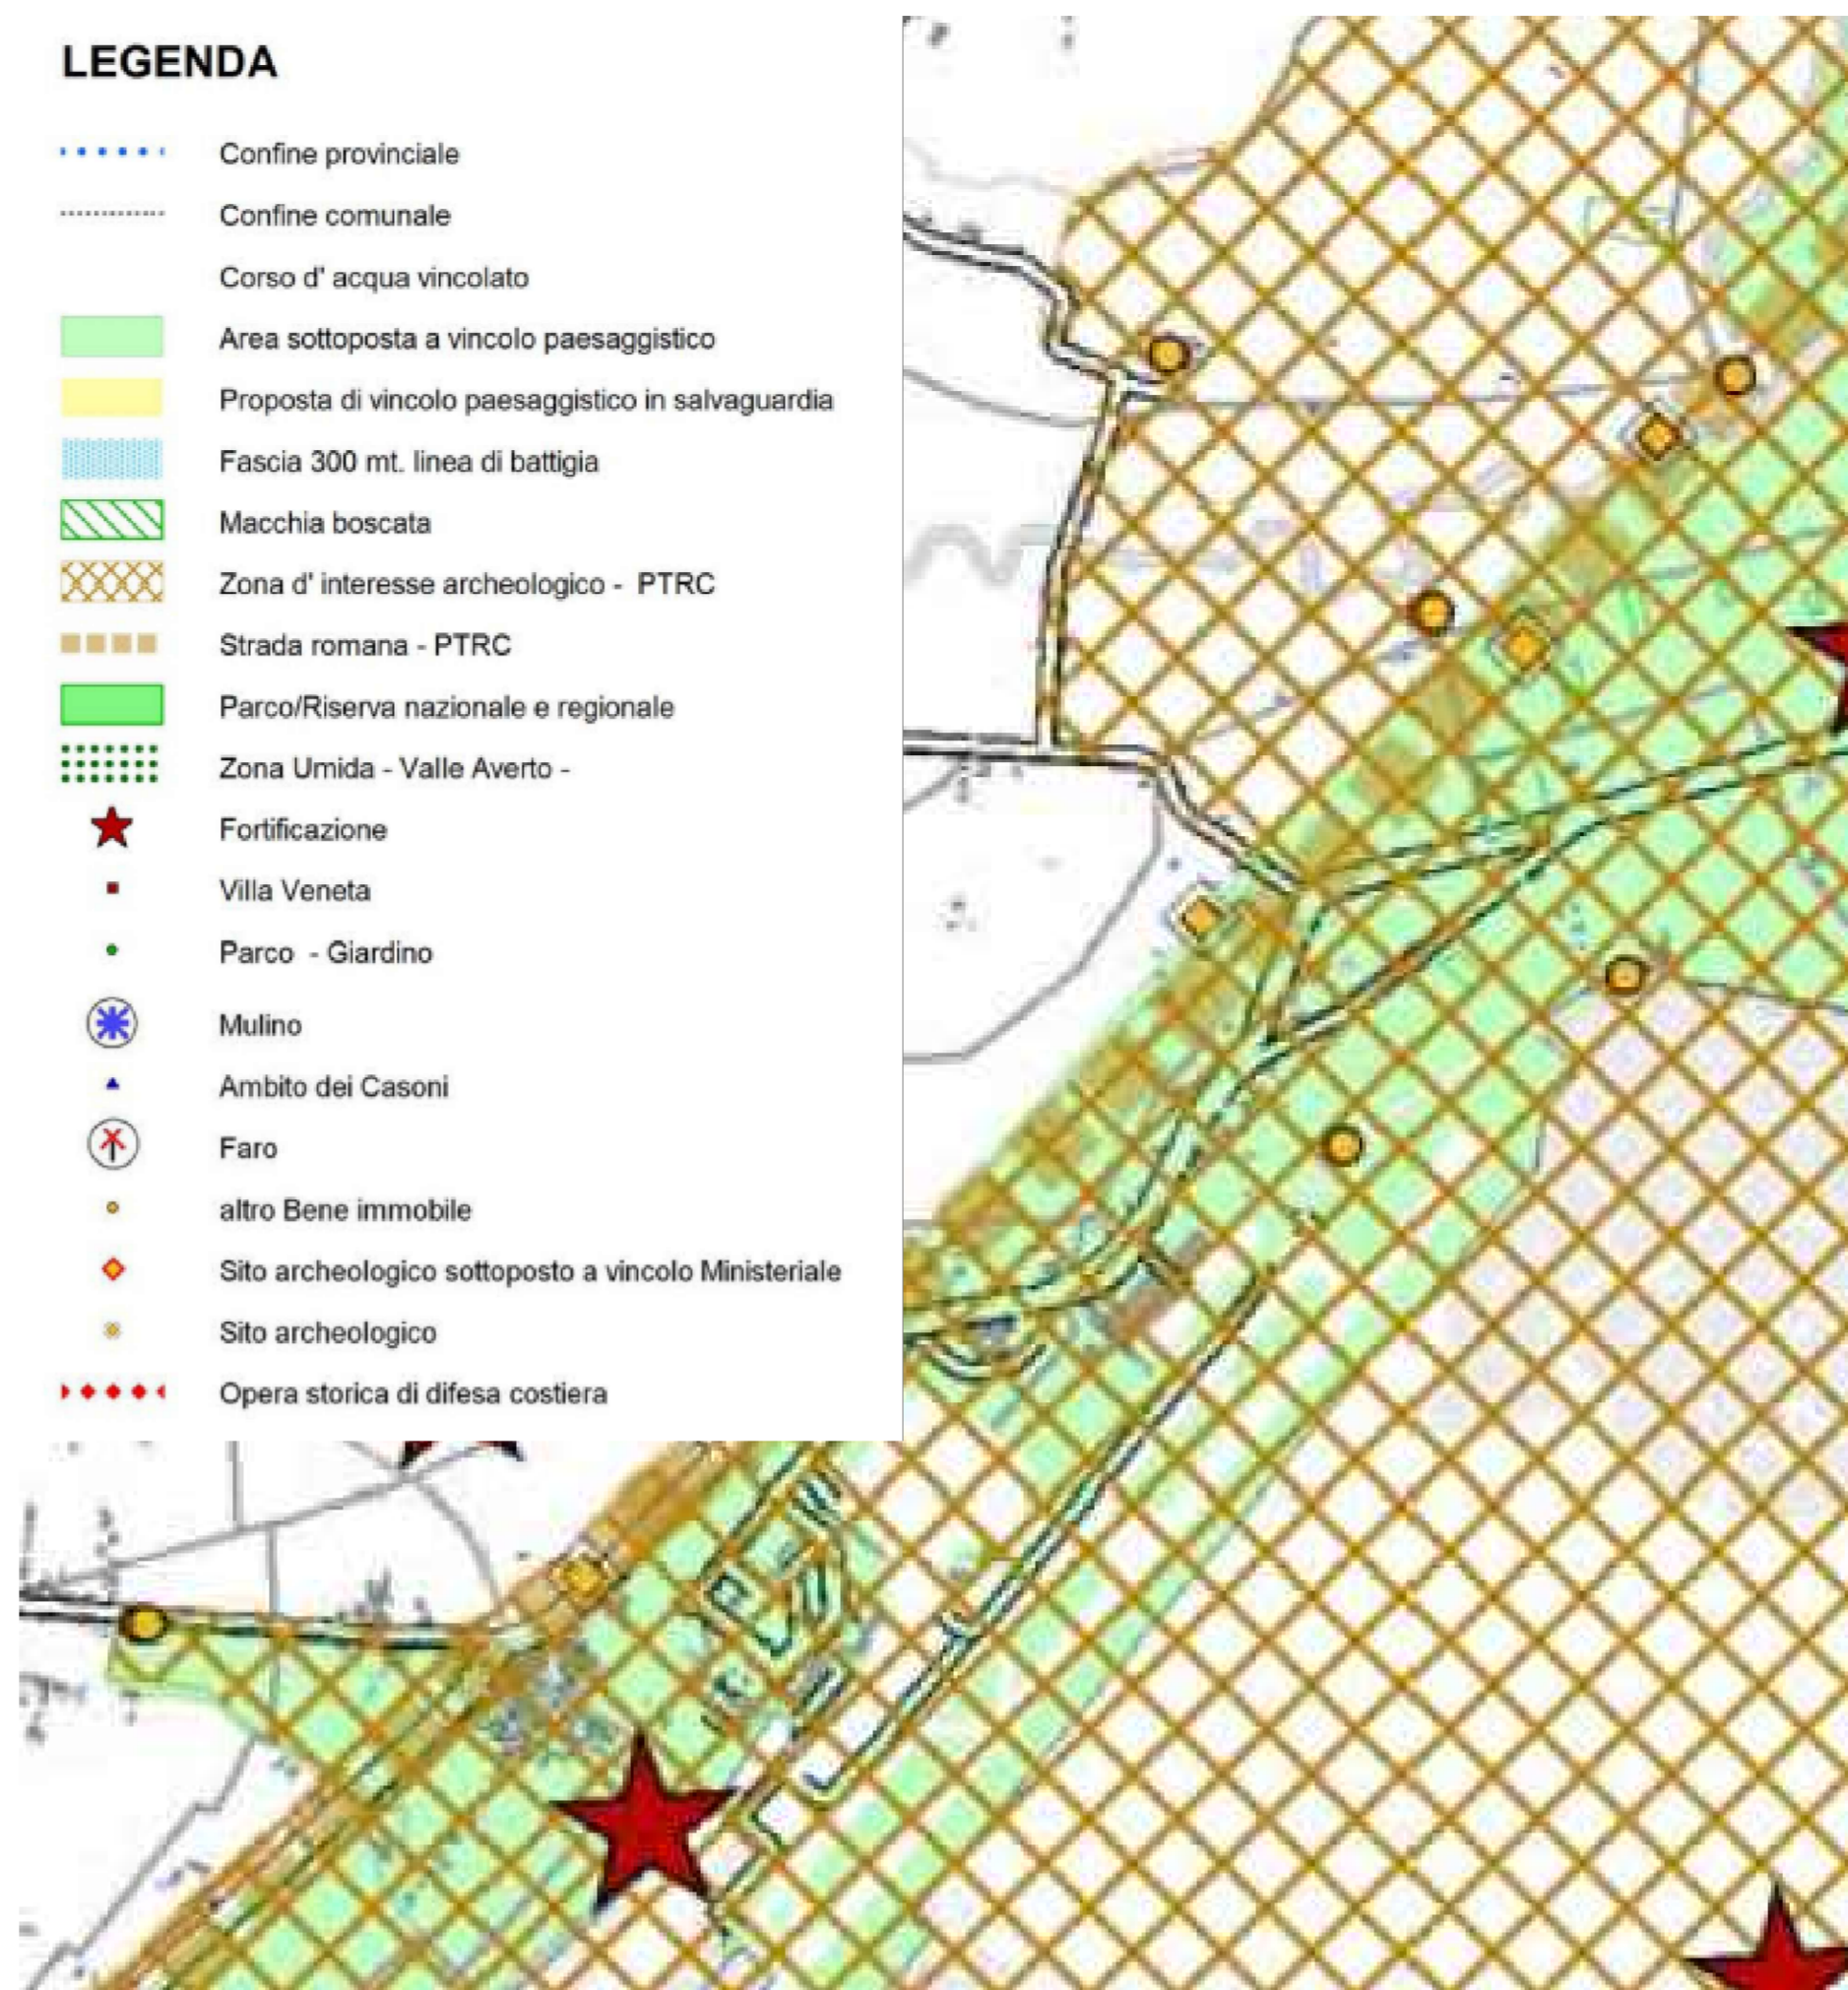 LEGENDA
Confine provinciale
Confine comunale
Corso d' acqua vincolato
Area sottoposta a vincolo paesaggistico
Proposta di vincolo paesaggistico in salvaguardia
Fascia 300 mt. linea di battigia
Macchia boscata
Zona d' interesse archeologico - PTRC
Strada romana - PTRC
Parco/Riserva nazionale e regionale
Zona Umida - Valle Averto -
Fortificazione
Villa Veneta
Parco - Giardino
Mulino
Ambito dei Casoni
Faro
altro Bene immobile
Sito archeologico sottoposto a vincolo Ministeriale
Sito archeologico
Opera storica di difesa costiera